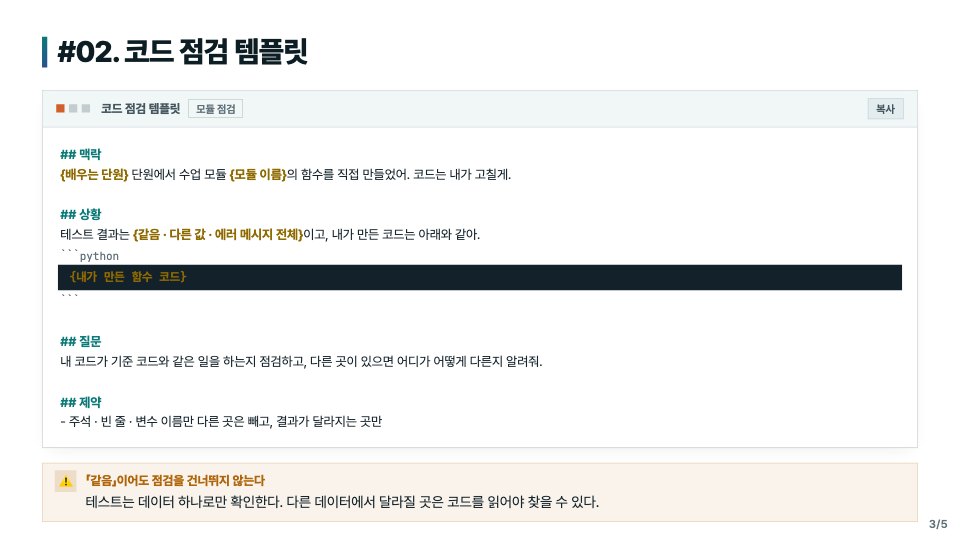 #02. 코드 점검 템플릿
코드 점검 템플릿 모듈 점검 복사
## 맥락
{배우는 단원} 단원에서 수업 모듈 {모듈 이름}의 함수를 직접 만들었어. 코드는 내가 고칠게.
## 상황
테스트 결과는 {같음 · 다른 값 · 에러 메시지 전체}이고, 내가 만든 코드는 아래와 같아.
```python
{내가 만든 함수 코드}
```
## 질문
내 코드가 기준 코드와 같은 일을 하는지 점검하고, 다른 곳이 있으면 어디가 어떻게 다른지 알려줘.
## 제약
- 주석 · 빈 줄 · 변수 이름만 다른 곳은 빼고, 결과가 달라지는 곳만
「같음」이어도 점검을 건너뛰지 않는다
테스트는 데이터 하나로만 확인한다. 다른 데이터에서 달라질 곳은 코드를 읽어야 찾을 수 있다.
3/5